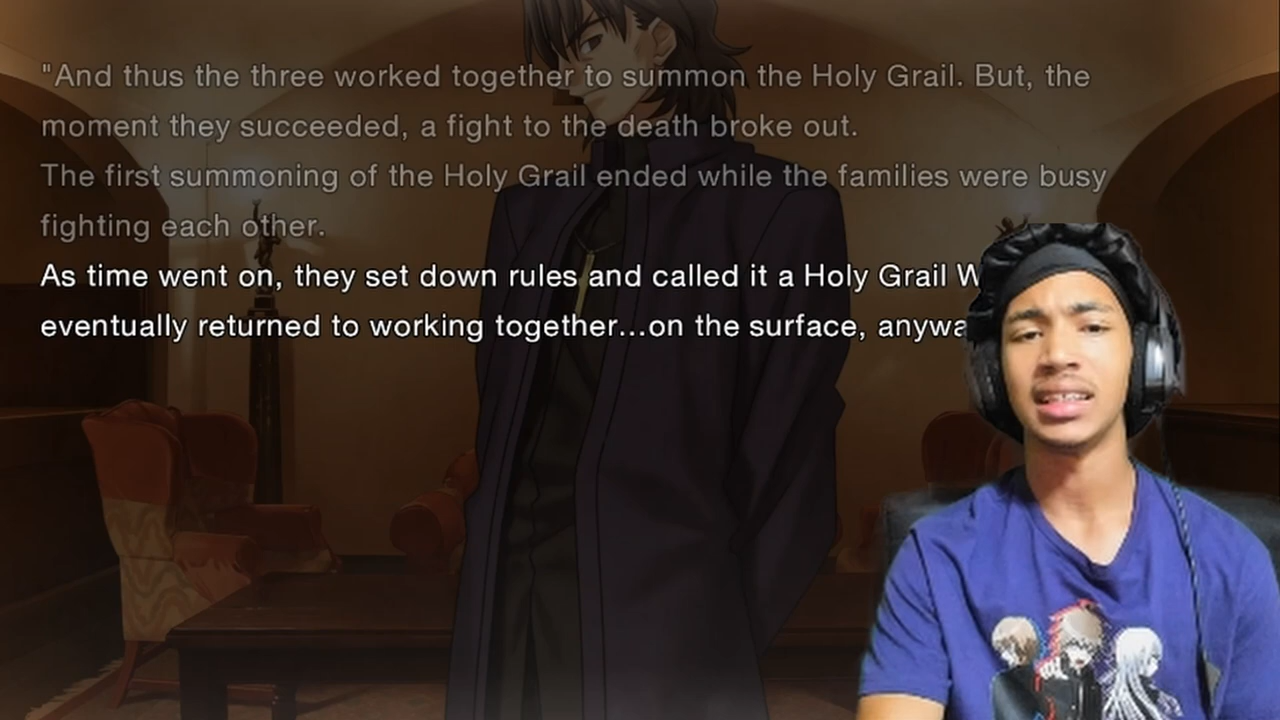 "And thus the three worked together to summon the Holy Grail. But, the
moment they succeeded, a fight to the death broke out.
The first summoning of the Holy Grail ended while the families were busy
fighting each other.
As time went on, they set down rules and called it a Holy Grail
eventually returned to working together...on the surface,